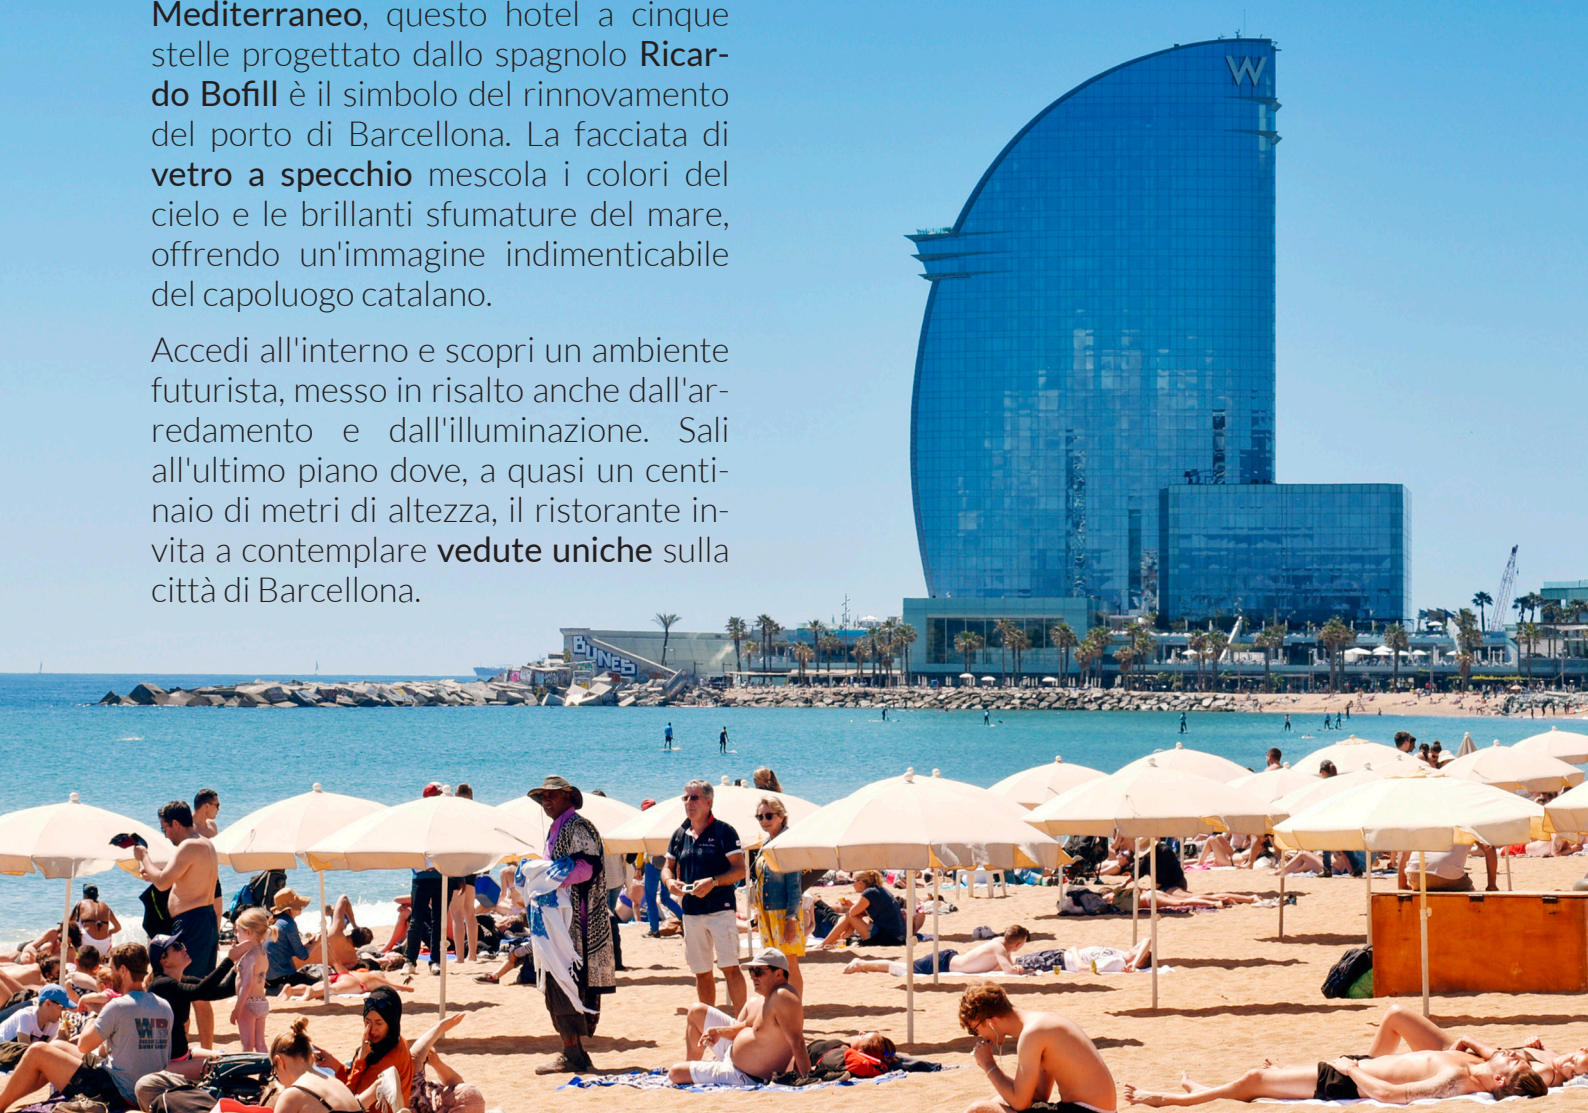 Mediterraneo, questo hotel a cinque
stelle progettato dallo spagnolo Ricar-
do Bofill è il simbolo del rinnovamento
del porto di Barcellona. La facciata di
vetro a specchio mescola i colori del
cielo e le brillanti sfumature del mare,
offrendo un'immagine indimenticabile
del capoluogo catalano.
Accedi all'interno e scopri un ambiente
futurista, messo in risalto anche dall'ar-
redamento e dall'illuminazione. Sali
all'ultimo piano dove, a quasi un centi-
naio di metri di altezza, il ristorante in-
vita a contemplare vedute uniche sulla
città di Barcellona.
W
BUNES